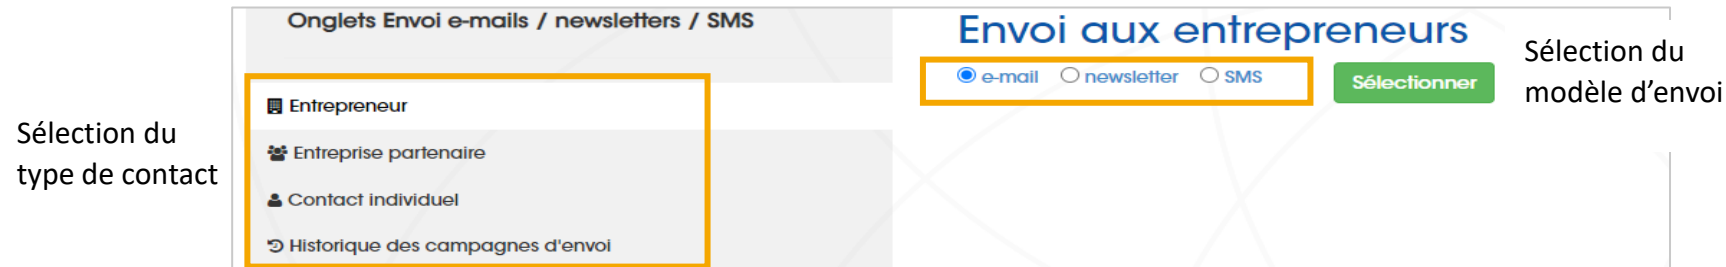 Sélection du
type de contact
Onglets Envoi e-mails / newsletters / SMS
Entrepreneur
Entreprise partenaire
Contact individuel
Historique des campagnes d'envoi
Envoi aux entrepreneurs
e-mail newsletter SMS
Sélectionner
Sélection du
modèle d’envoi